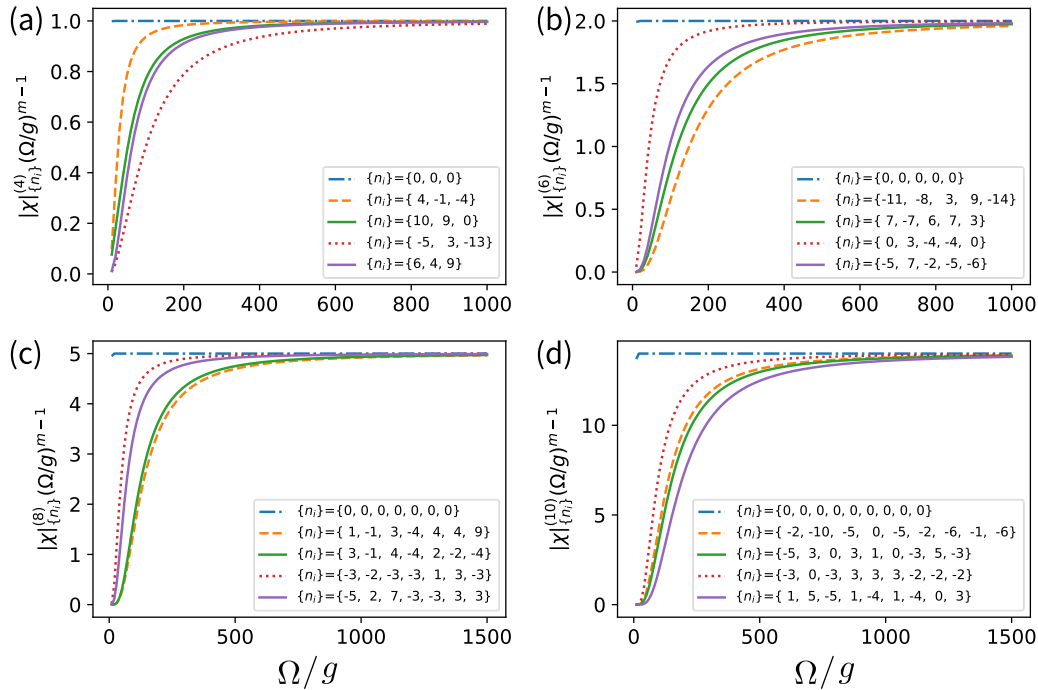 (a)
|χ|^{(4)}_{\{n_i\}}(Ω/g)^{m−1}
1.0
0.8
0.6
0.4
0.2
0.0
{n_i}={0, 0, 0}
{n_i}={ 4, -1, -4}
{n_i}={10, 9, 0}
{n_i}={ -5, 3, -13}
{n_i}={6, 4, 9}
0 200 400 600 800 1000
(b)
|χ|^{(6)}_{\{n_i\}}(Ω/g)^{m−1}
2.0
1.5
1.0
0.5
0.0
{n_i}={0, 0, 0, 0, 0}
{n_i}={-11, -8, 3, 9, -14}
{n_i}={ 7, -7, 6, 7, 3}
{n_i}={ 0, 3, -4, -4, 0}
{n_i}={-5, 7, -2, -5, -6}
0 200 400 600 800 1000
(c)
|χ|^{(8)}_{\{n_i\}}(Ω/g)^{m−1}
5
4
3
2
1
0
{n_i}={0, 0, 0, 0, 0, 0, 0}
{n_i}={ 1, -1, 3, -4, 4, 4, 9}
{n_i}={ 3, -1, 4, -4, 2, -2, -4}
{n_i}={-3, -2, -3, -3, 1, 3, -3}
{n_i}={-5, 2, 7, -3, -3, 3, 3}
0 500 1000 1500
Ω/g
(d)
|χ|^{(10)}_{\{n_i\}}(Ω/g)^{m−1}
10
5
0
{n_i}={0, 0, 0, 0, 0, 0, 0, 0, 0}
{n_i}={ -2, -10, -5, 0, -5, -2, -6, -1, -6}
{n_i}={-5, 3, 0, 3, 1, 0, -3, 5, -3}
{n_i}={-3, 0, -3, 3, 3, 3, -2, -2, -2}
{n_i}={ 1, 5, -5, 1, -4, 1, -4, 0, 3}
0 500 1000 1500
Ω/g